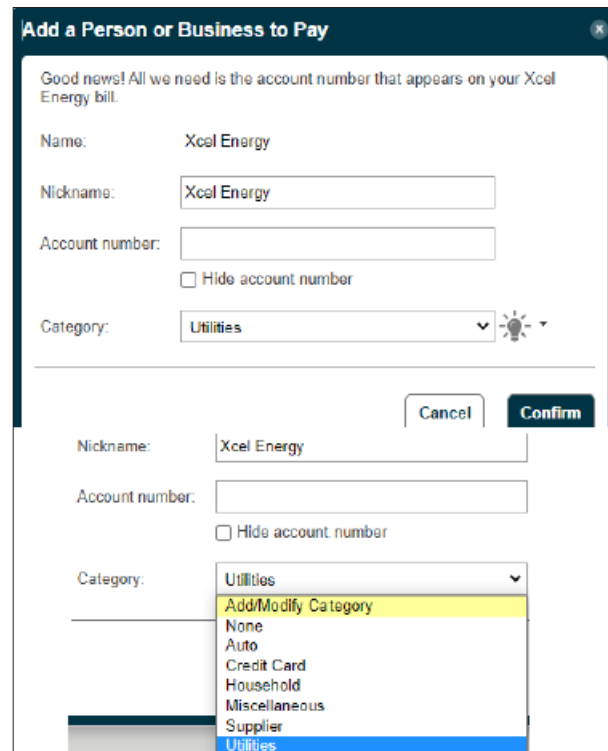 Add a Person or Business to Pay
Good news! All we need is the account number that appears on your Xcel
Energy bill.
Name: Xcel Energy
Nickname: Xcel Energy
Account number:
Hide account number
Category: Utilities
Cancel Confirm
Nickname: Xcel Energy
Account number:
Hide account number
Category: Utilities
Add/Modify Category
None
Auto
Credit Card
Household
Miscellaneous
Supplier
Utilities